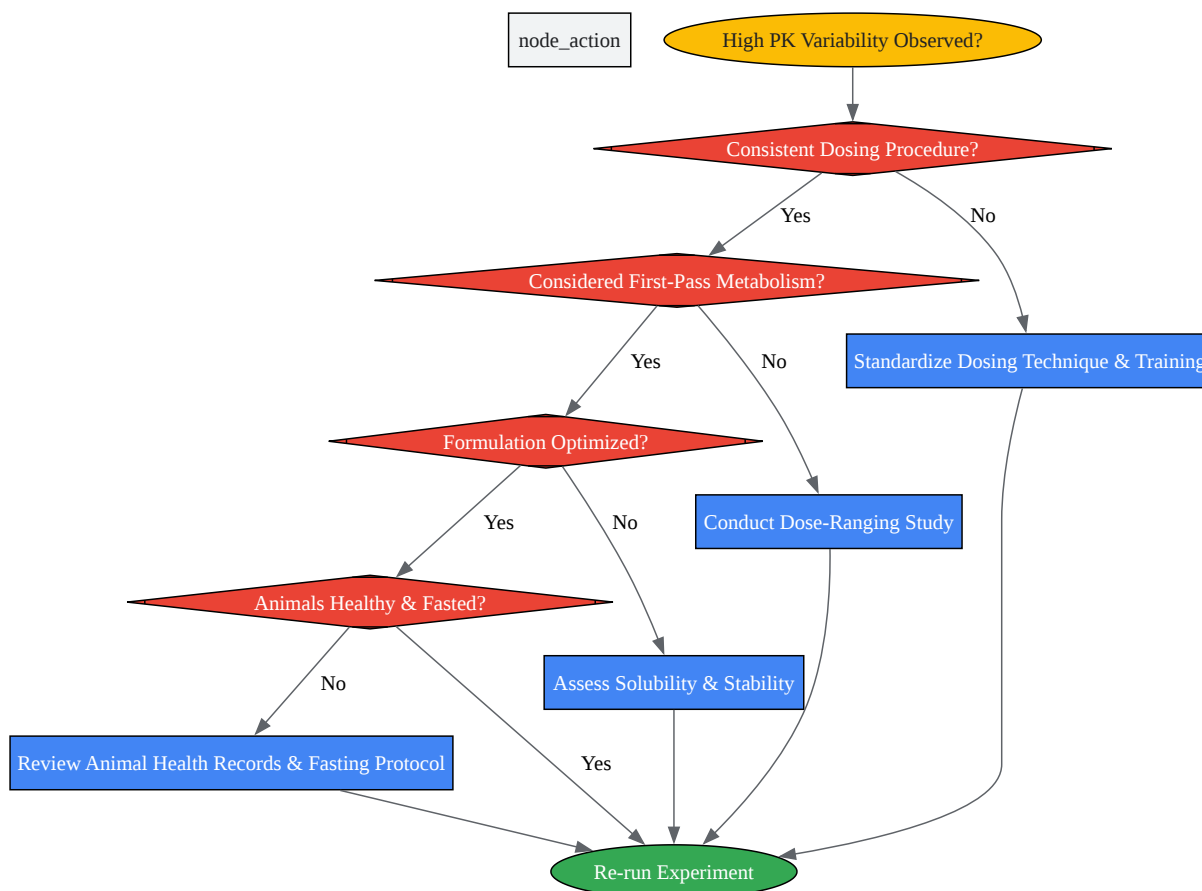 node_action
High PK Variability Observed?
Consistent Dosing Procedure?
Yes
No
Considered First-Pass Metabolism?
Standardize Dosing Technique & Training
Yes
No
Formulation Optimized?
Conduct Dose-Ranging Study
Yes
No
Animals Healthy & Fasted?
Assess Solubility & Stability
No
Yes
Review Animal Health Records & Fasting Protocol
Re-run Experiment